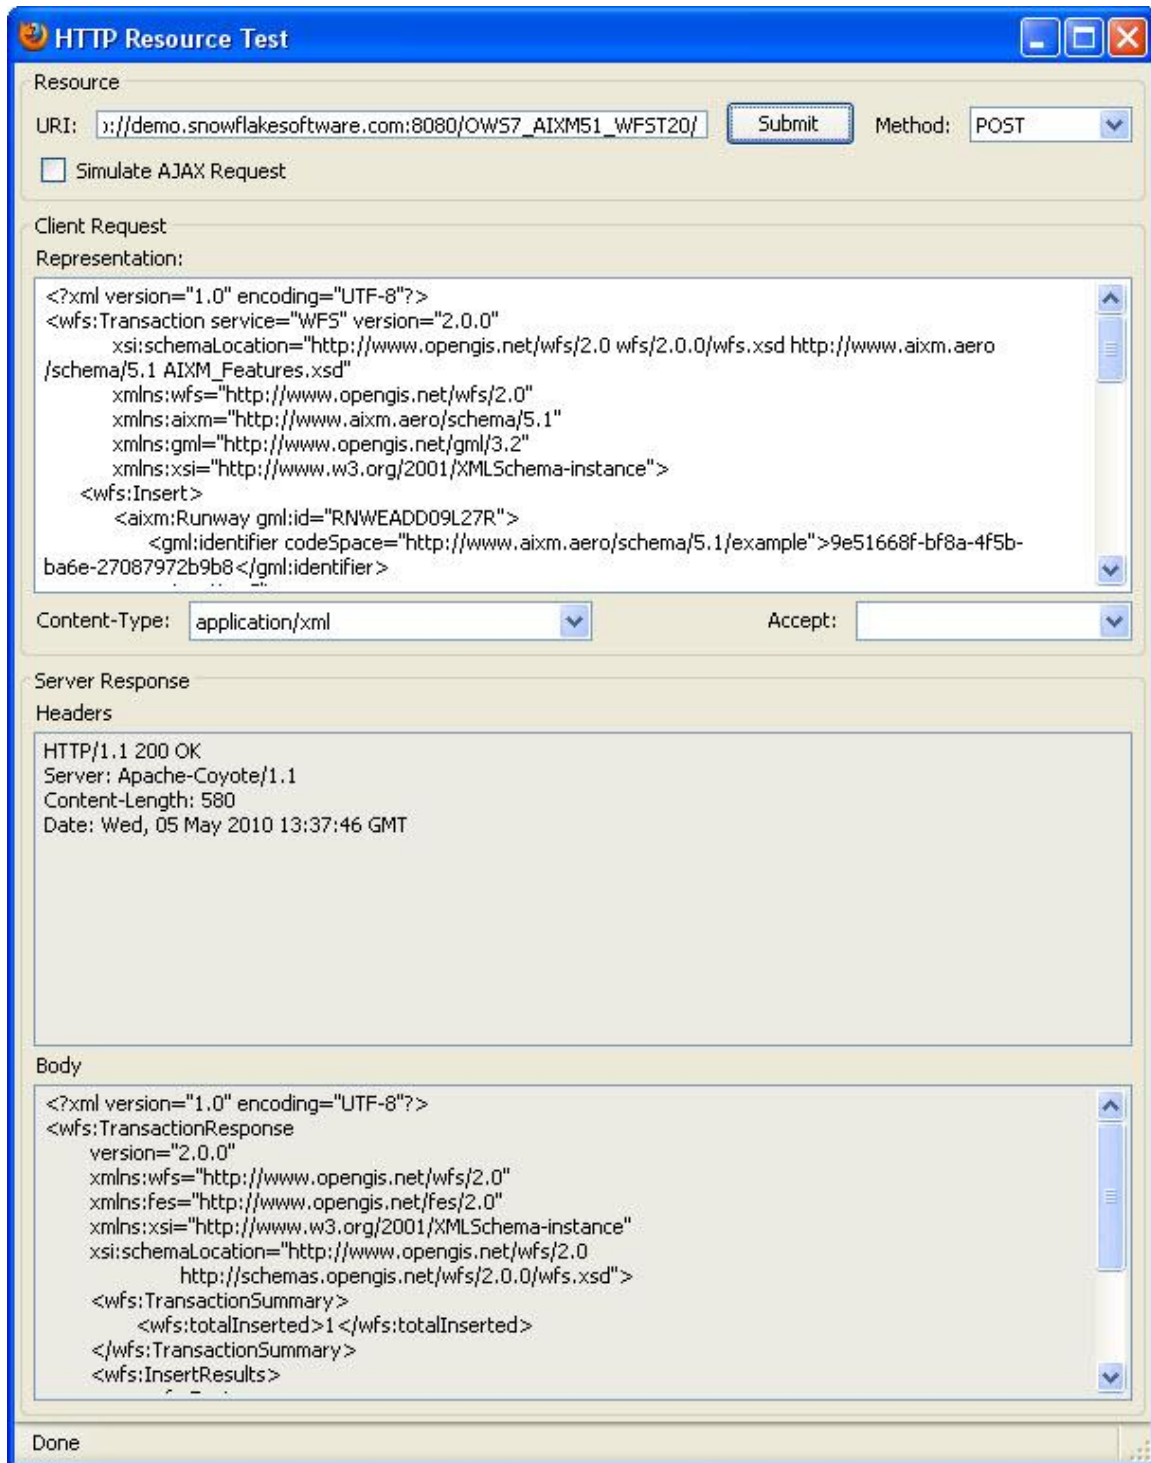 HTTP Resource Test
Resource
URI: ://demo.snowflakesoftware.com:8080/OWS7_AIXM51_WFST20/ Submit Method: POST
Simulate AJAX Request
Client Request
Representation:
<?xml version="1.0" encoding="UTF-8"?>
<wfs:Transaction service="WFS" version="2.0.0"
xsi:schemaLocation="http://www.opengis.net/wfs/2.0 wfs/2.0.0/wfs.xsd http://www.aixm.aero
/schema/5.1 AIXM_Features.xsd"
xmlns:wfs="http://www.opengis.net/wfs/2.0"
xmlns:aixm="http://www.aixm.aero/schema/5.1"
xmlns:gml="http://www.opengis.net/gml/3.2"
xmlns:xsi="http://www.w3.org/2001/XMLSchema-instance">
<wfs:Insert>
<aixm:Runway gml:id="RNWEADD09L27R">
<gml:identifier codeSpace="http://www.aixm.aero/schema/5.1/example">9e51668f-bf8a-4f5b-
ba6e-27087972b9b8</gml:identifier>
Content-Type: application/xml Accept:
Server Response
Headers
HTTP/1.1 200 OK
Server: Apache-Coyote/1.1
Content-Length: 580
Date: Wed, 05 May 2010 13:37:46 GMT
Body
<?xml version="1.0" encoding="UTF-8"?>
<wfs:TransactionResponse
version="2.0.0"
xmlns:wfs="http://www.opengis.net/wfs/2.0"
xmlns:fes="http://www.opengis.net/fes/2.0"
xmlns:xsi="http://www.w3.org/2001/XMLSchema-instance"
xsi:schemaLocation="http://www.opengis.net/wfs/2.0
http://schemas.opengis.net/wfs/2.0.0/wfs.xsd">
<wfs:TransactionSummary>
<wfs:totalInserted>1</wfs:totalInserted>
</wfs:TransactionSummary>
<wfs:InsertResults>
Done